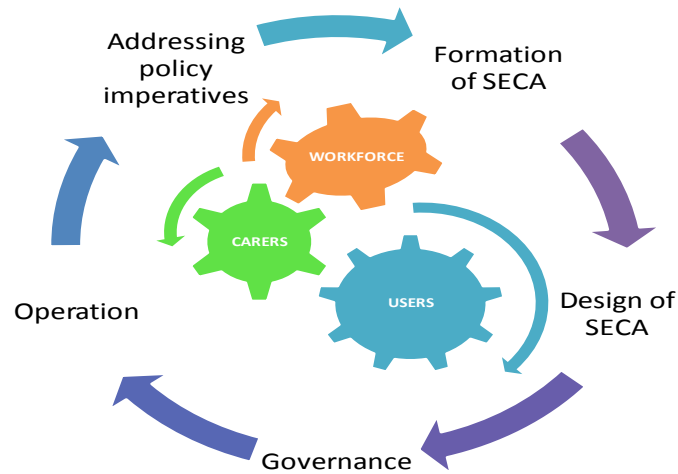 Addressing
policy
imperatives
Formation
of SECA
WORKFORCE
CARERS
USERS
Operation
Design of
SECA
Governance